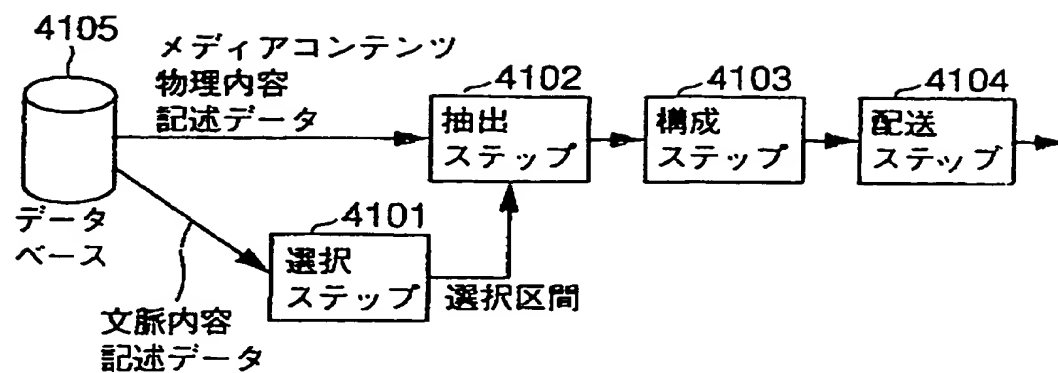 4105
メディアコンテンツ
物理内容
記述データ
4102
抽出
ステップ
4103
構成
ステップ
4104
配送
ステップ
データ
ベース
4101
選択
ステップ
選択区間
文脈内容
記述データ